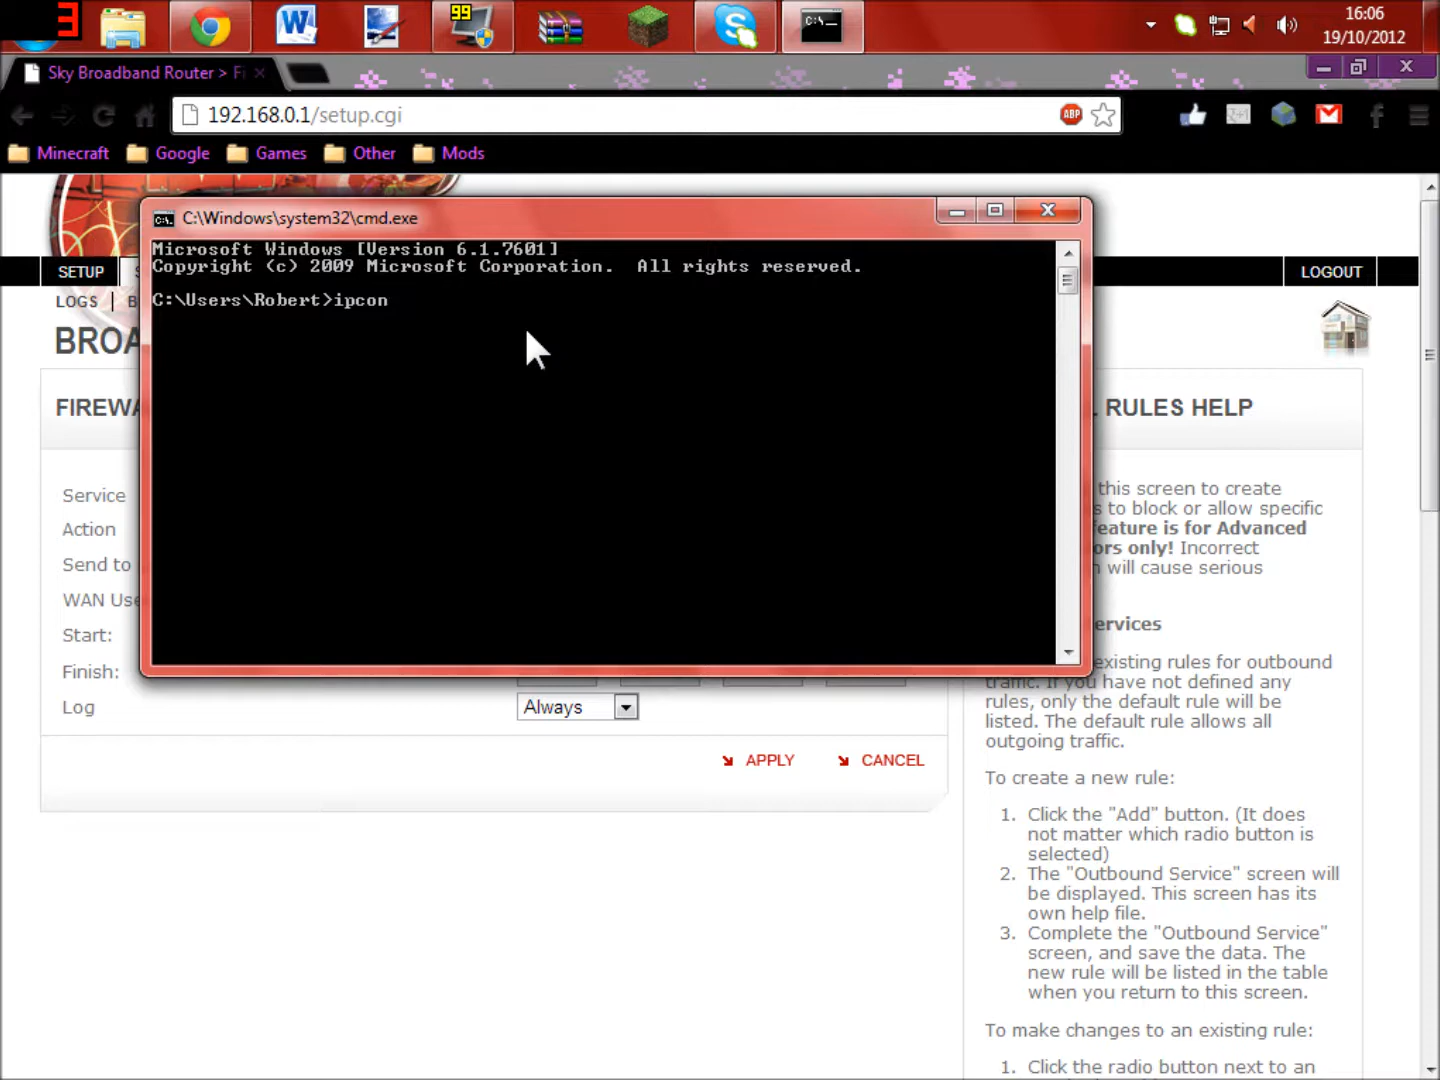 3
99
C:\_
16:06
19/10/2012
Sky Broadband Router > Fi
192.168.0.1/setup.cgi
ABP
Minecraft
Google
Games
Other
Mods
C:\Windows\system32\cmd.exe
Microsoft Windows [Version 6.1.7601]
Copyright (c) 2009 Microsoft Corporation.  All rights reserved.
C:\Users\Robert>ipcon
SETUP
LOGOUT
LOGS
B
BROA
FIREWA
RULES HELP
Service
Action
Send to
WAN Use
Start:
Finish:
Log
Always
APPLY
CANCEL
this screen to create
s to block or allow specific
feature is for Advanced
ors only! Incorrect
n will cause serious
ervices
existing rules for outbound
traffic. If you have not defined any
rules, only the default rule will be
listed. The default rule allows all
outgoing traffic.
To create a new rule:
1. Click the "Add" button. (It does
not matter which radio button is
selected)
2. The "Outbound Service" screen will
be displayed. This screen has its
own help file.
3. Complete the "Outbound Service"
screen, and save the data. The
new rule will be listed in the table
when you return to this screen.
To make changes to an existing rule:
1. Click the radio button next to an